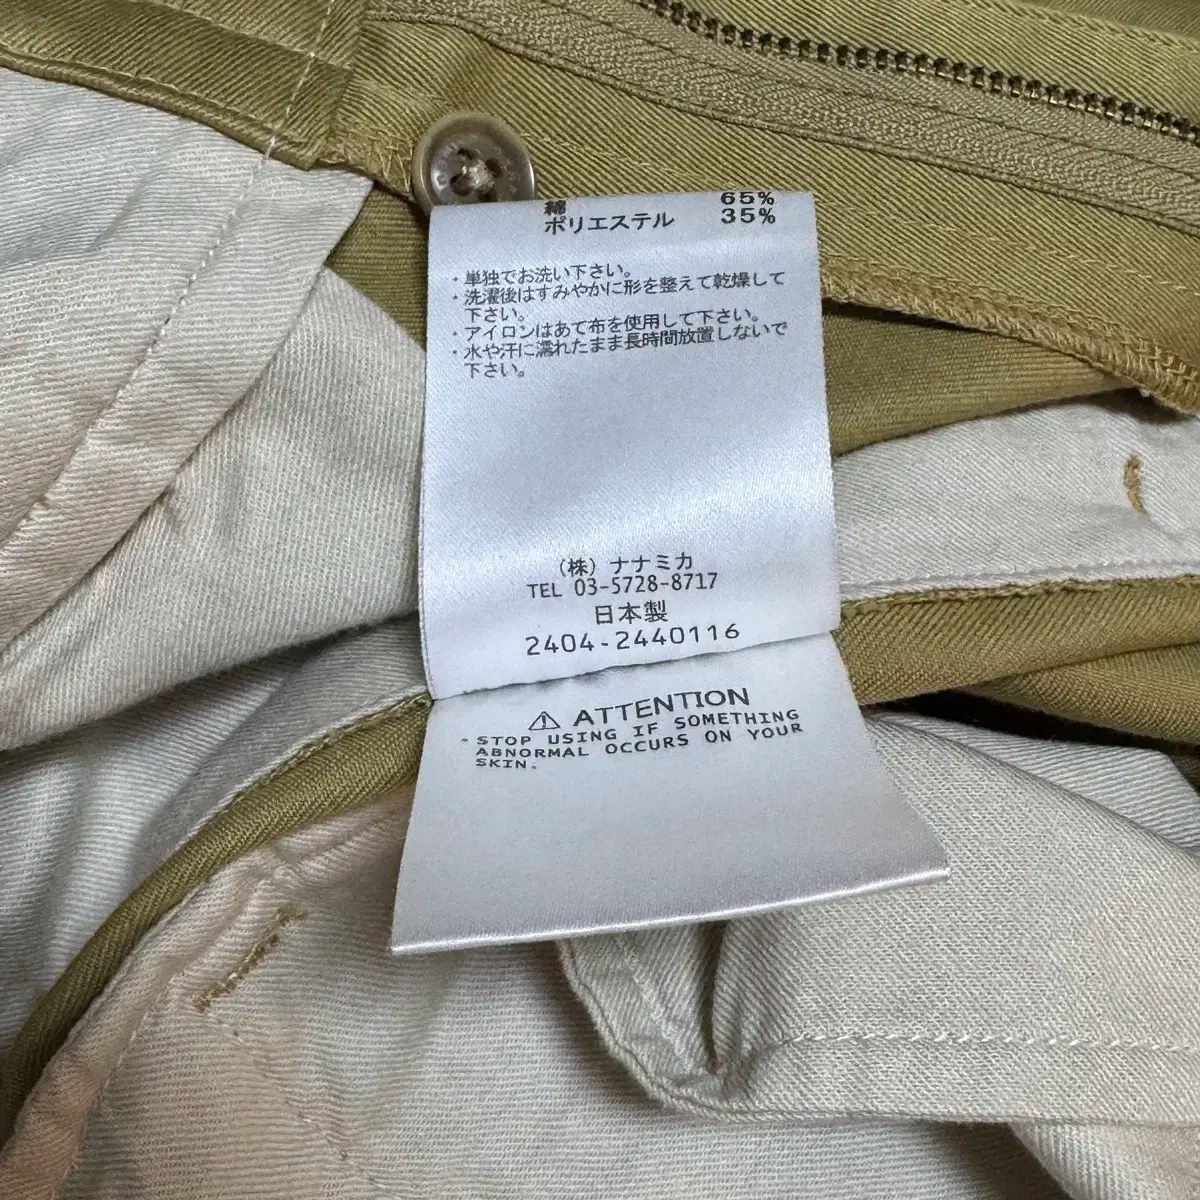 綿 65%
ポリエステル 35%
・単独でお洗い下さい。
・洗濯後はすみやかに形を整えて乾燥して
下さい。
・アイロンはあて布を使用して下さい。
・水や汗に濡れたまま長時間放置しないで
下さい。
(株) ナナミカ
TEL 03-5728-8717
日本製
2404-2440116
⚠ ATTENTION
・STOP USING IF SOMETHING
ABNORMAL OCCURS ON YOUR
SKIN.